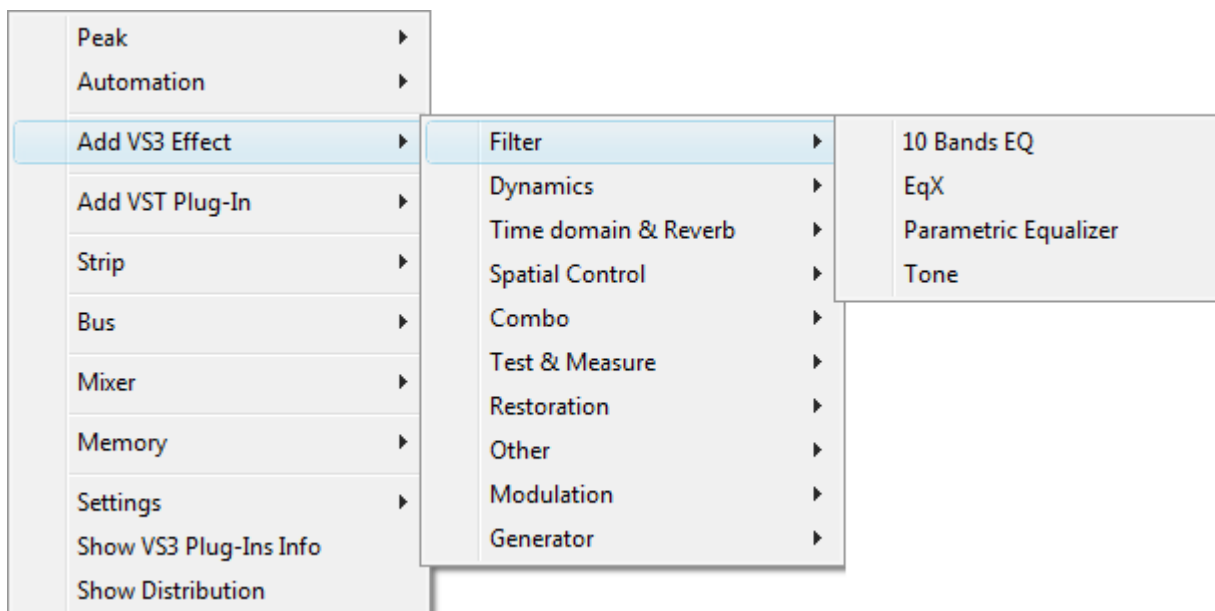 Peak
Automation
Add VS3 Effect
Add VST Plug-In
Strip
Bus
Mixer
Memory
Settings
Show VS3 Plug-Ins Info
Show Distribution
Filter
Dynamics
Time domain & Reverb
Spatial Control
Combo
Test & Measure
Restoration
Other
Modulation
Generator
10 Bands EQ
EqX
Parametric Equalizer
Tone